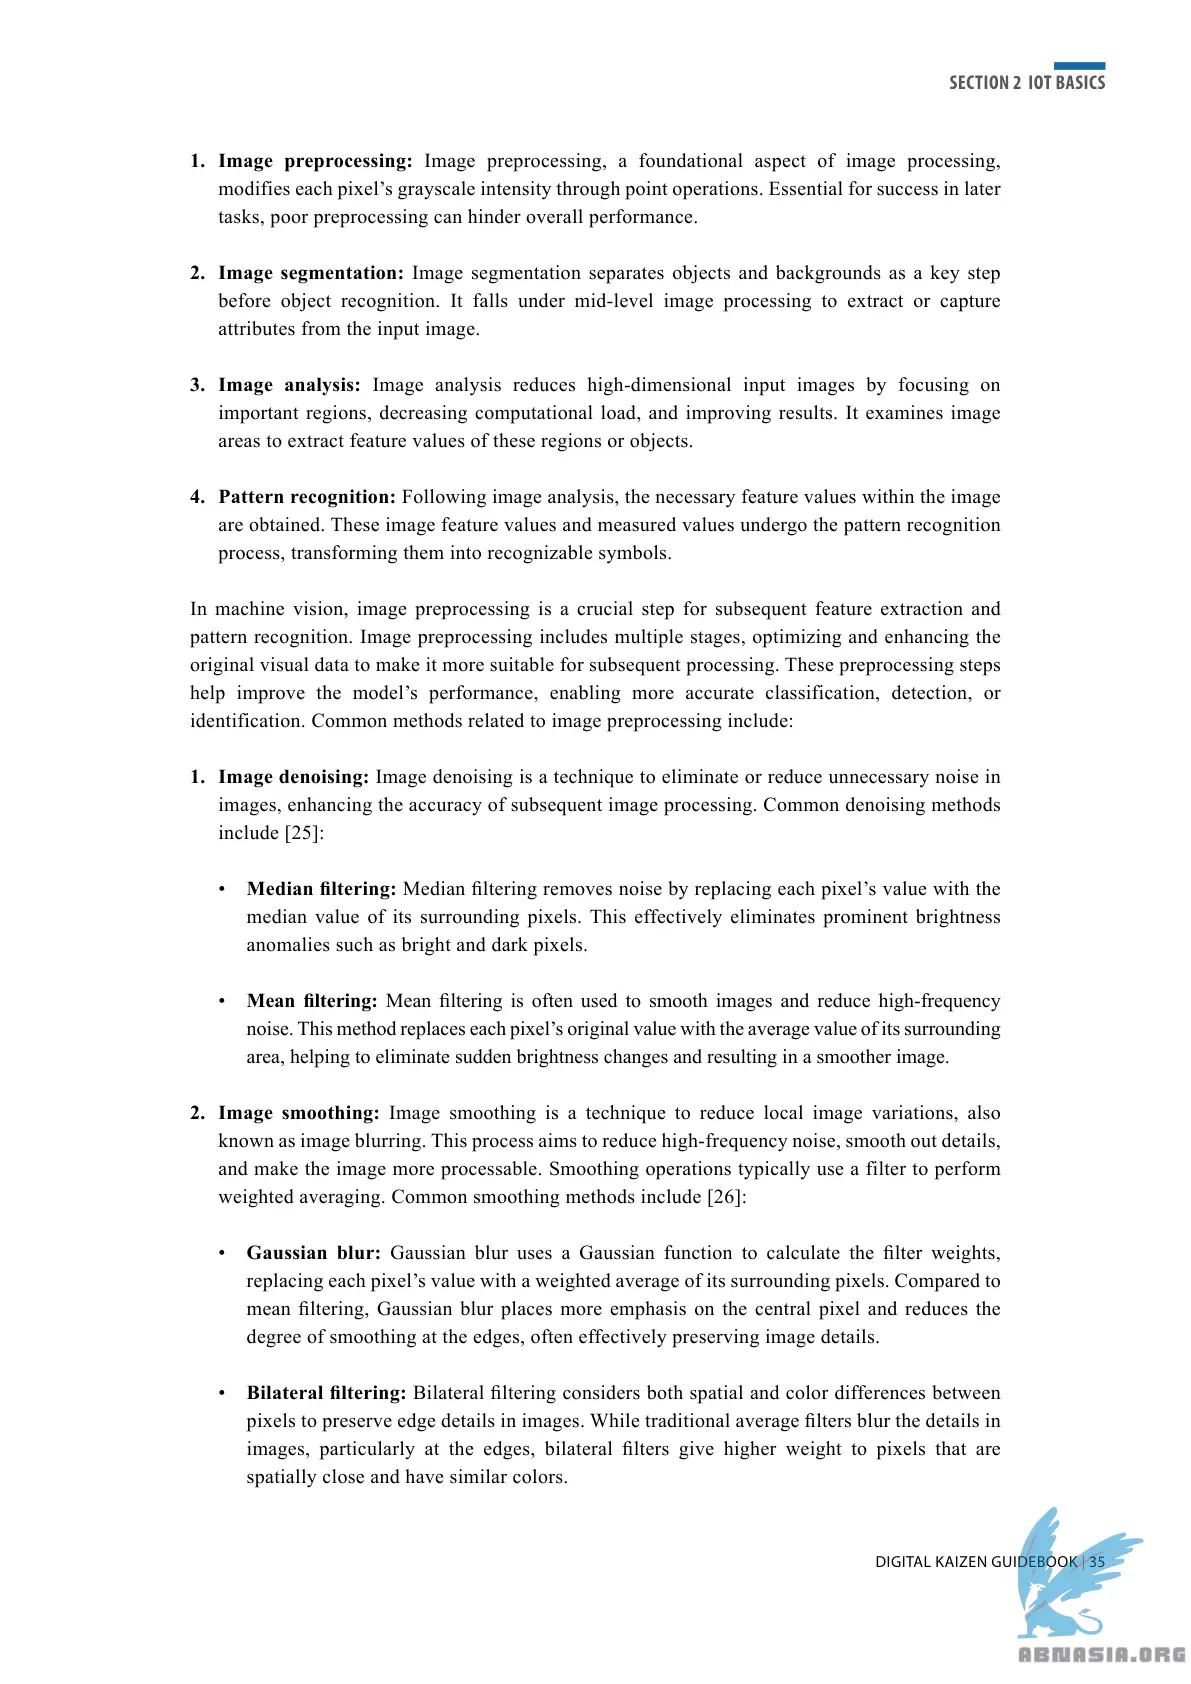 SECTION 2 IOT BASICS
1. Image preprocessing: Image preprocessing, a foundational aspect of image processing,
modifies each pixel’s grayscale intensity through point operations. Essential for success in later
tasks, poor preprocessing can hinder overall performance.
2. Image segmentation: Image segmentation separates objects and backgrounds as a key step
before object recognition. It falls under mid-level image processing to extract or capture
attributes from the input image.
3. Image analysis: Image analysis reduces high-dimensional input images by focusing on
important regions, decreasing computational load, and improving results. It examines image
areas to extract feature values of these regions or objects.
4. Pattern recognition: Following image analysis, the necessary feature values within the image
are obtained. These image feature values and measured values undergo the pattern recognition
process, transforming them into recognizable symbols.
In machine vision, image preprocessing is a crucial step for subsequent feature extraction and
pattern recognition. Image preprocessing includes multiple stages, optimizing and enhancing the
original visual data to make it more suitable for subsequent processing. These preprocessing steps
help improve the model’s performance, enabling more accurate classification, detection, or
identification. Common methods related to image preprocessing include:
1. Image denoising: Image denoising is a technique to eliminate or reduce unnecessary noise in
images, enhancing the accuracy of subsequent image processing. Common denoising methods
include [25]:
• Median filtering: Median filtering removes noise by replacing each pixel’s value with the
median value of its surrounding pixels. This effectively eliminates prominent brightness
anomalies such as bright and dark pixels.
• Mean filtering: Mean filtering is often used to smooth images and reduce high-frequency
noise. This method replaces each pixel’s original value with the average value of its surrounding
area, helping to eliminate sudden brightness changes and resulting in a smoother image.
2. Image smoothing: Image smoothing is a technique to reduce local image variations, also
known as image blurring. This process aims to reduce high-frequency noise, smooth out details,
and make the image more processable. Smoothing operations typically use a filter to perform
weighted averaging. Common smoothing methods include [26]:
• Gaussian blur: Gaussian blur uses a Gaussian function to calculate the filter weights,
replacing each pixel’s value with a weighted average of its surrounding pixels. Compared to
mean filtering, Gaussian blur places more emphasis on the central pixel and reduces the
degree of smoothing at the edges, often effectively preserving image details.
• Bilateral filtering: Bilateral filtering considers both spatial and color differences between
pixels to preserve edge details in images. While traditional average filters blur the details in
images, particularly at the edges, bilateral filters give higher weight to pixels that are
spatially close and have similar colors.
DIGITAL KAIZEN GUIDEBOOK | 35
ABNASIA.ORG